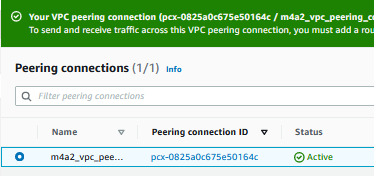 Your VPC peering connection (pcx-0825a0c675e50164c / m4a2_vpc_peering_c
To send and receive traffic across this VPC peering connection, you must add a rou
Peering connections (1/1) Info
Filter peering connections
Name Peering connection ID Status
m4a2_vpc_pee... pcx-0825a0c675e50164c Active